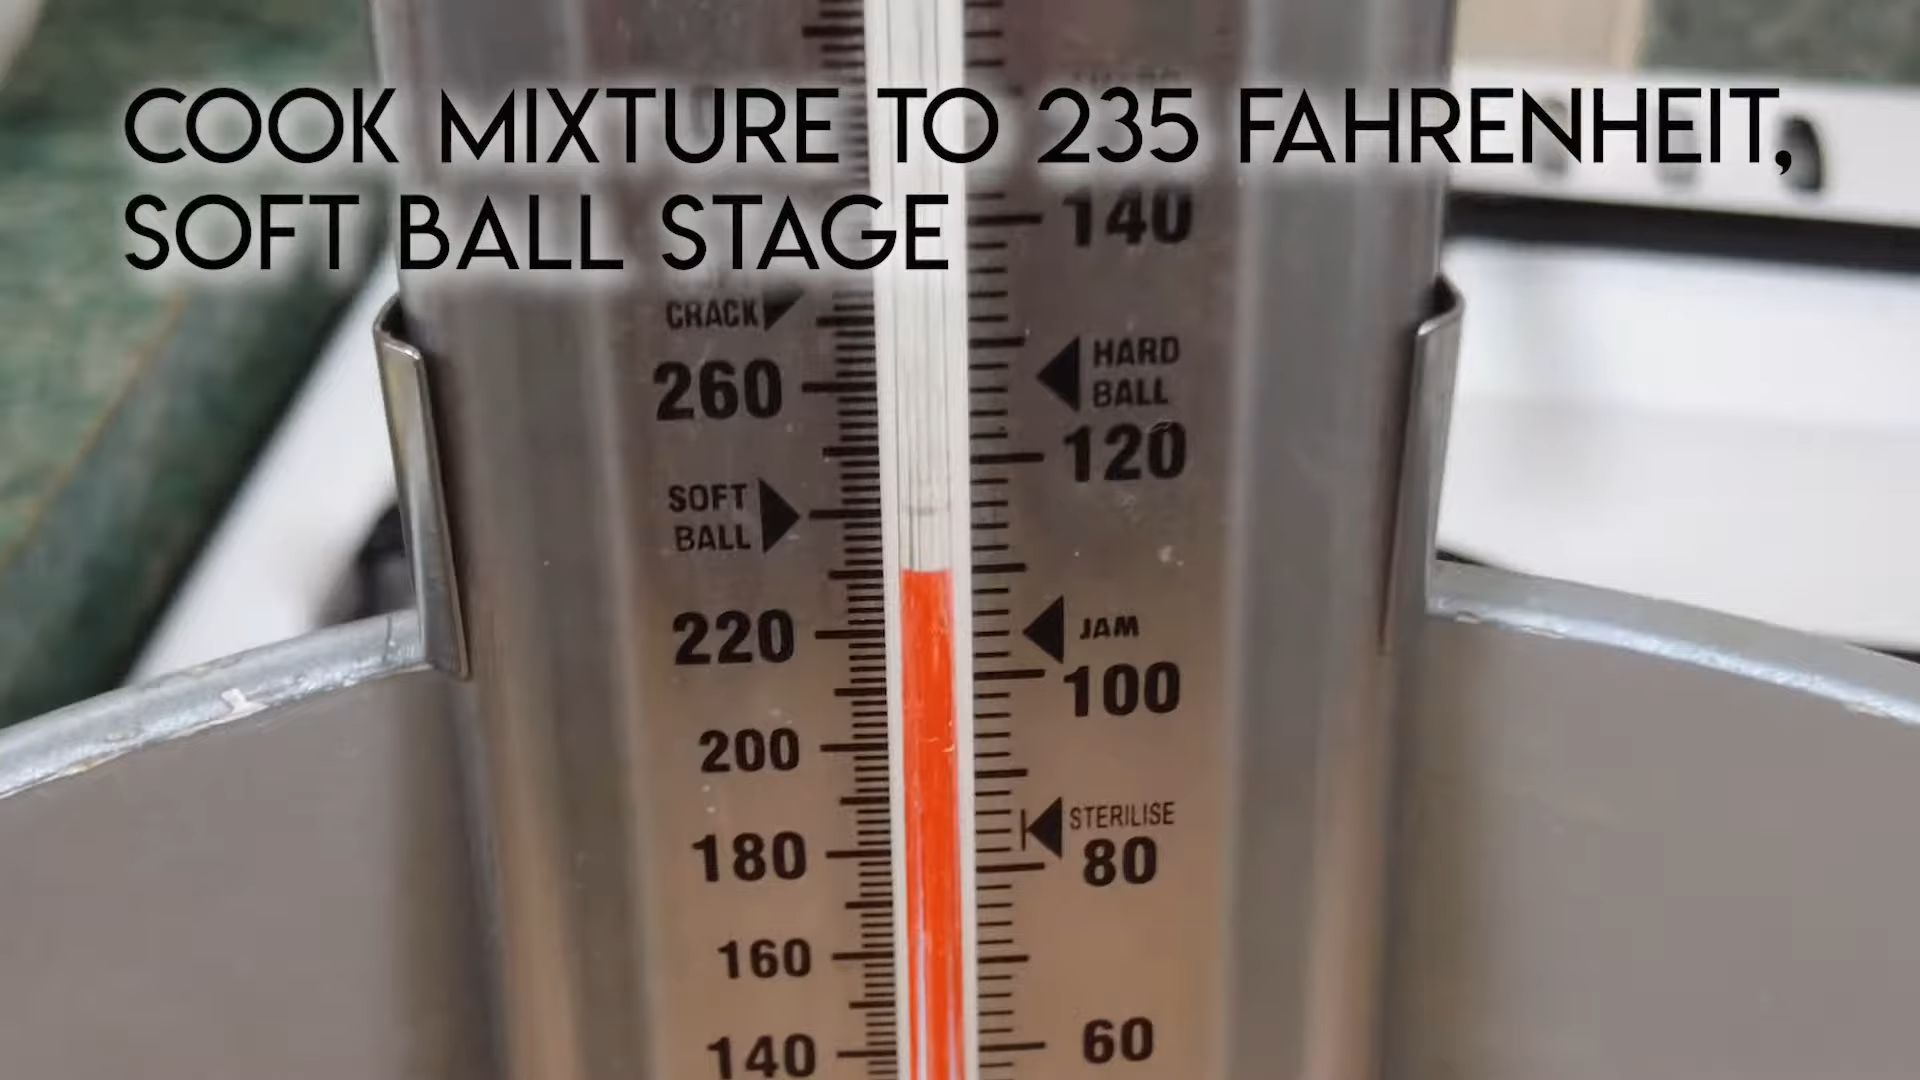 COOK MIXTURE TO 235 FAHRENHEIT,
SOFT BALL STAGE
140
CRACK
HARD
BALL
260
120
SOFT
BALL
JAM
220
100
200
STERILISE
180
80
160
60
140